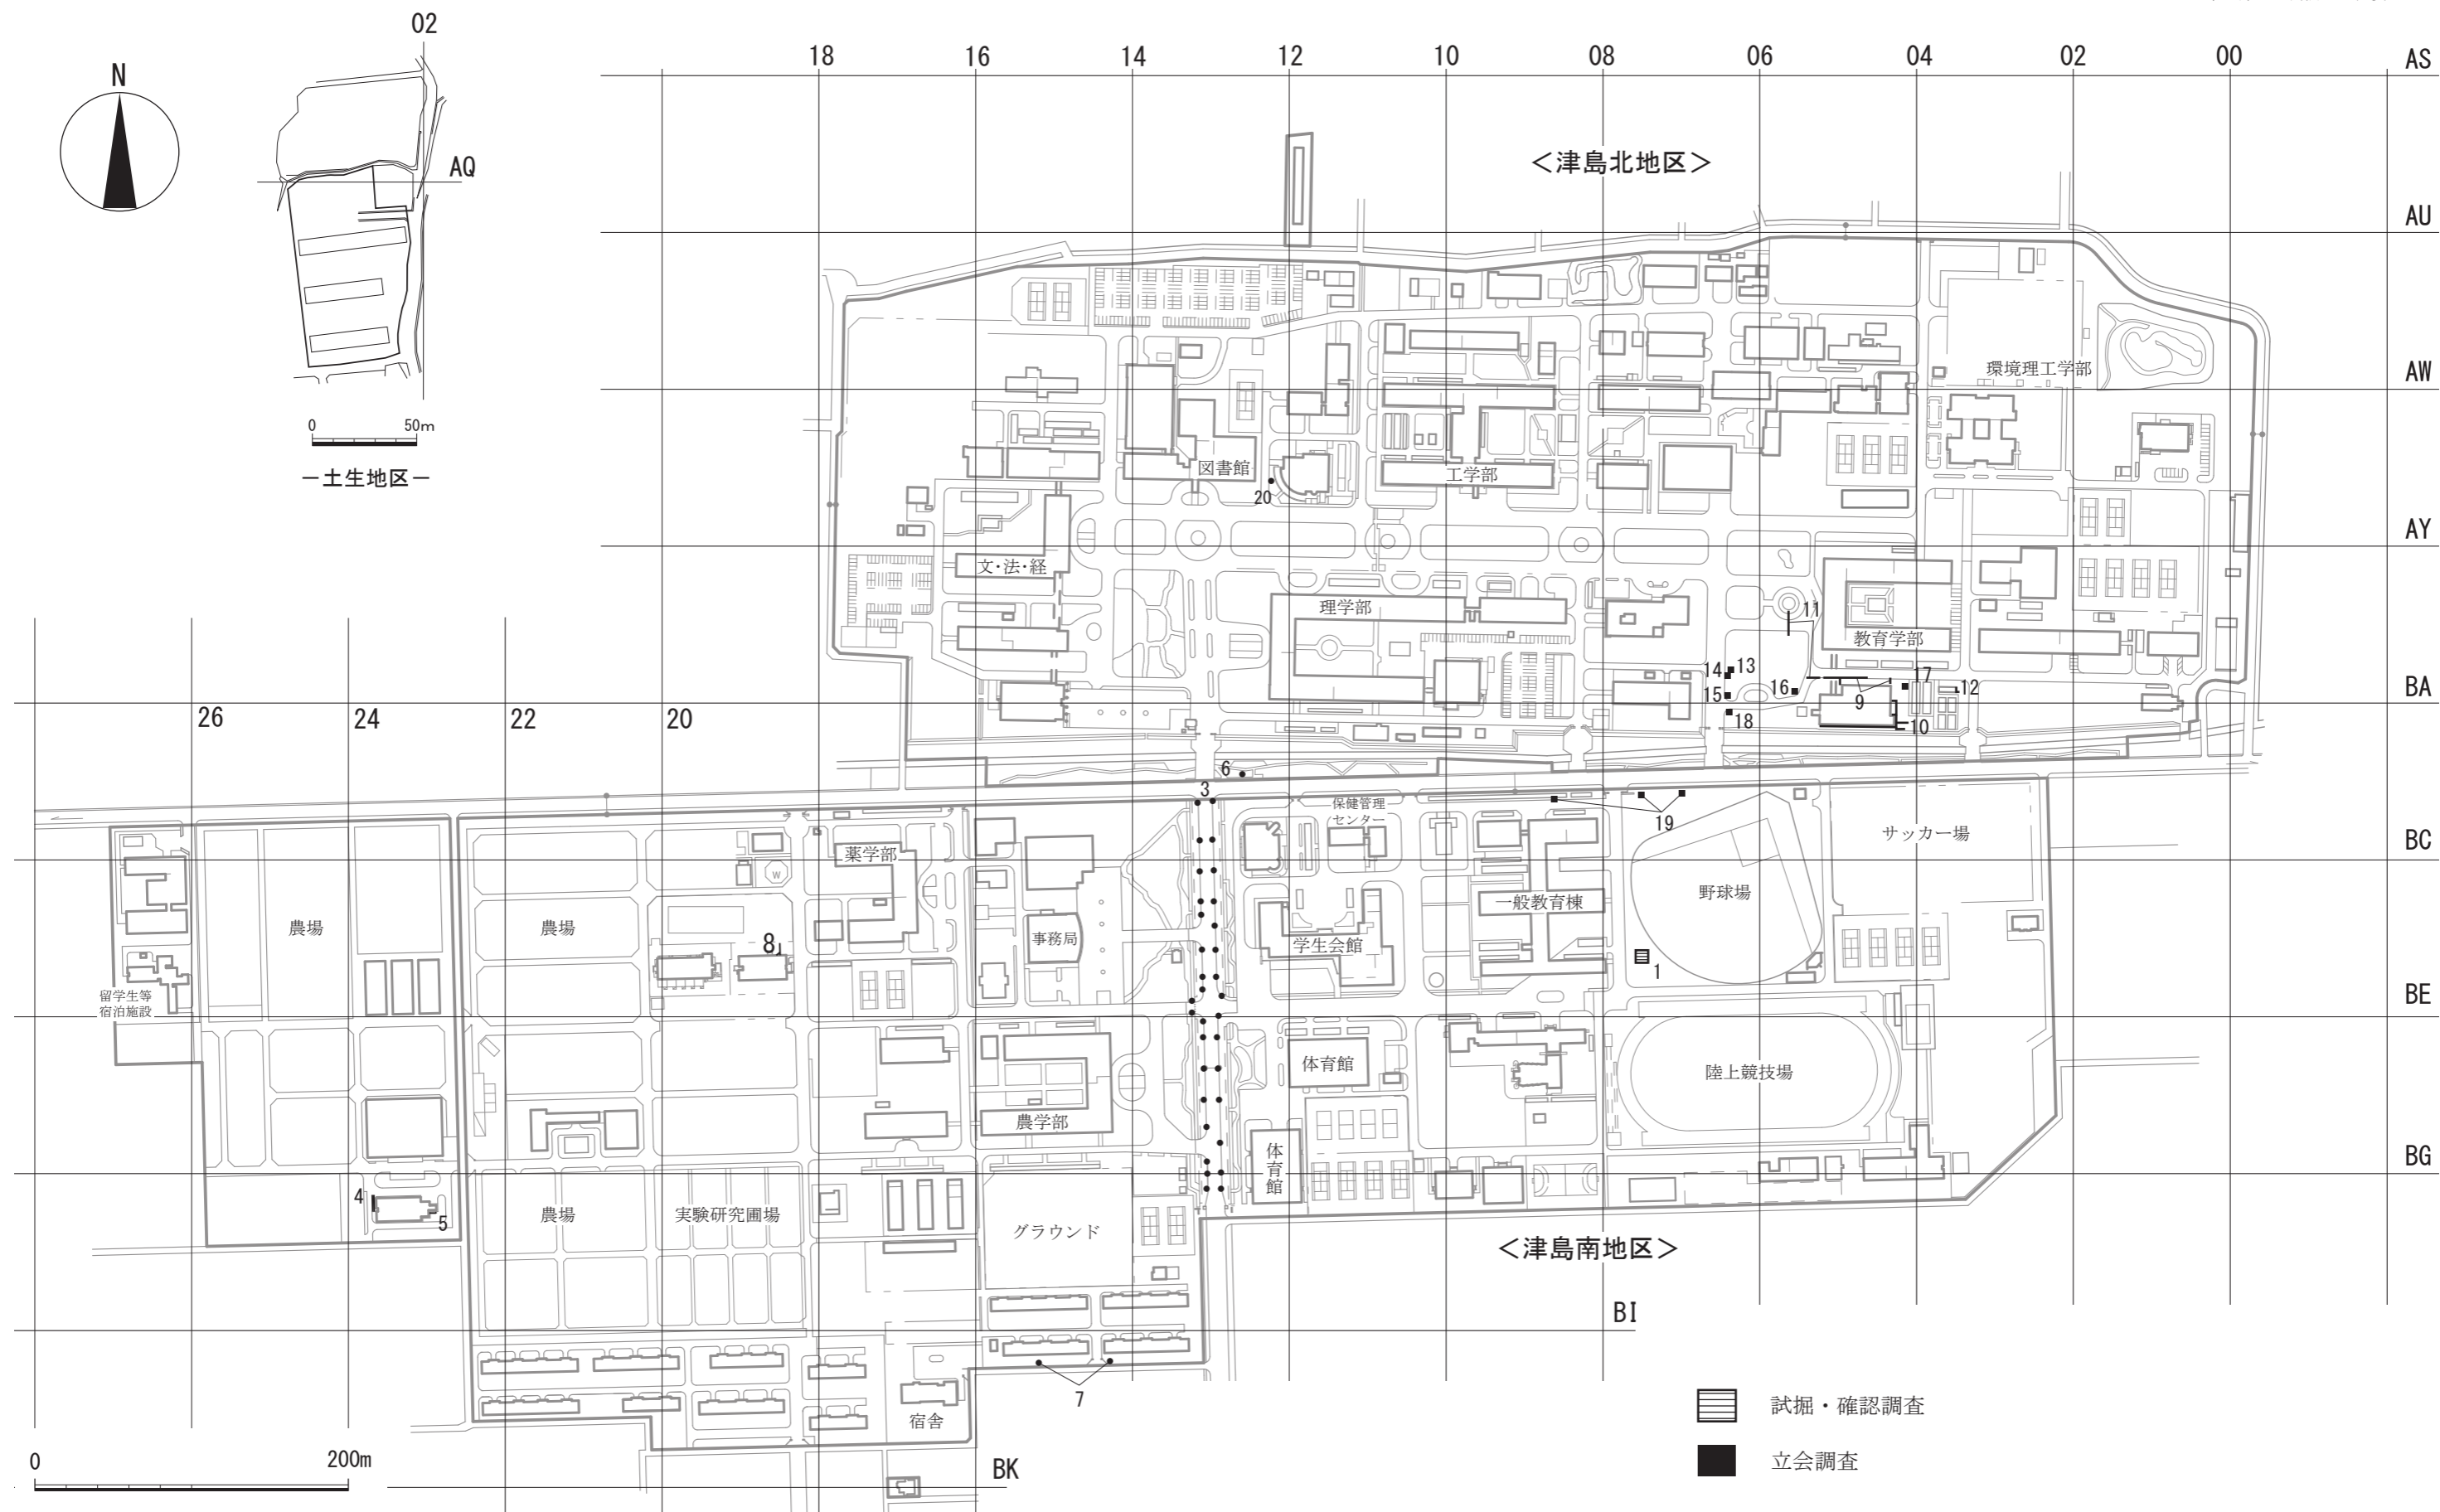 02
N
18 16 14 12 10 08 06 04 02 00 AS
AQ
＜津島北地区＞
AU
環境理工学部
AW
0 50m
－土生地区－
図書館
工学部
20
AY
文・法・経
理学部
11
教育学部
14 13
15 16 17 12
BA
9
18 10
26 24 22 20
6
3
保健管理
センター
19
サッカー場
BC
薬学部
W
野球場
一般教育棟
農場
農場
8
事務局
学生会館
1
留学生等
宿泊施設
BE
体育館
陸上競技場
農学部
体育館
BG
4
5
農場
実験研究圃場
グラウンド
＜津島南地区＞
BI
7
試掘・確認調査
宿舎
立会調査
0 200m
BK